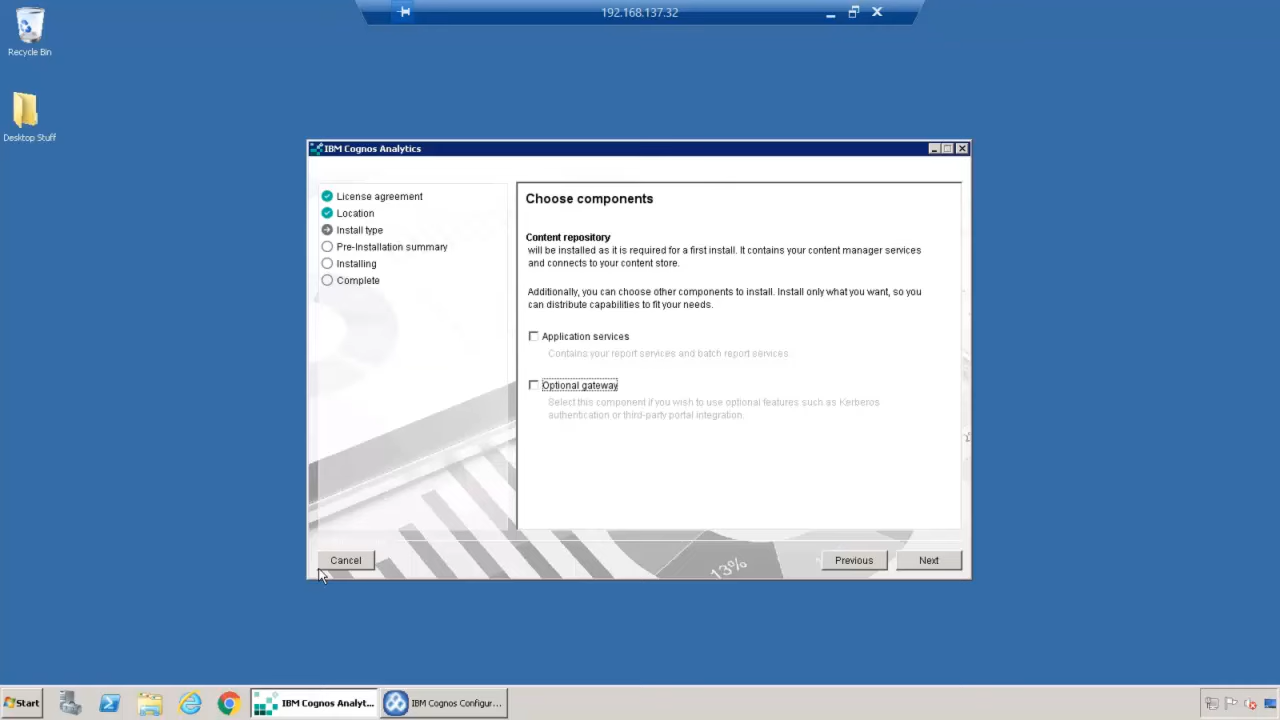 192.168.137.32
Recycle Bin
Desktop Stuff
IBM Cognos Analytics
License agreement
Location
Install type
Pre-Installation summary
Installing
Complete
Choose components
Content repository
will be installed as it is required for a first install. It contains your content manager services
and connects to your content store.
Additionally, you can choose other components to install. Install only what you want, so you
can distribute capabilities to fit your needs.
Application services
Contains your report services and batch report services
Optional gateway
Select this component if you wish to use optional features such as Kerberos
authentication or third-party portal integration.
13%
Cancel
Previous
Next
Start
IBM Cognos Analyt...
IBM Cognos Configur...